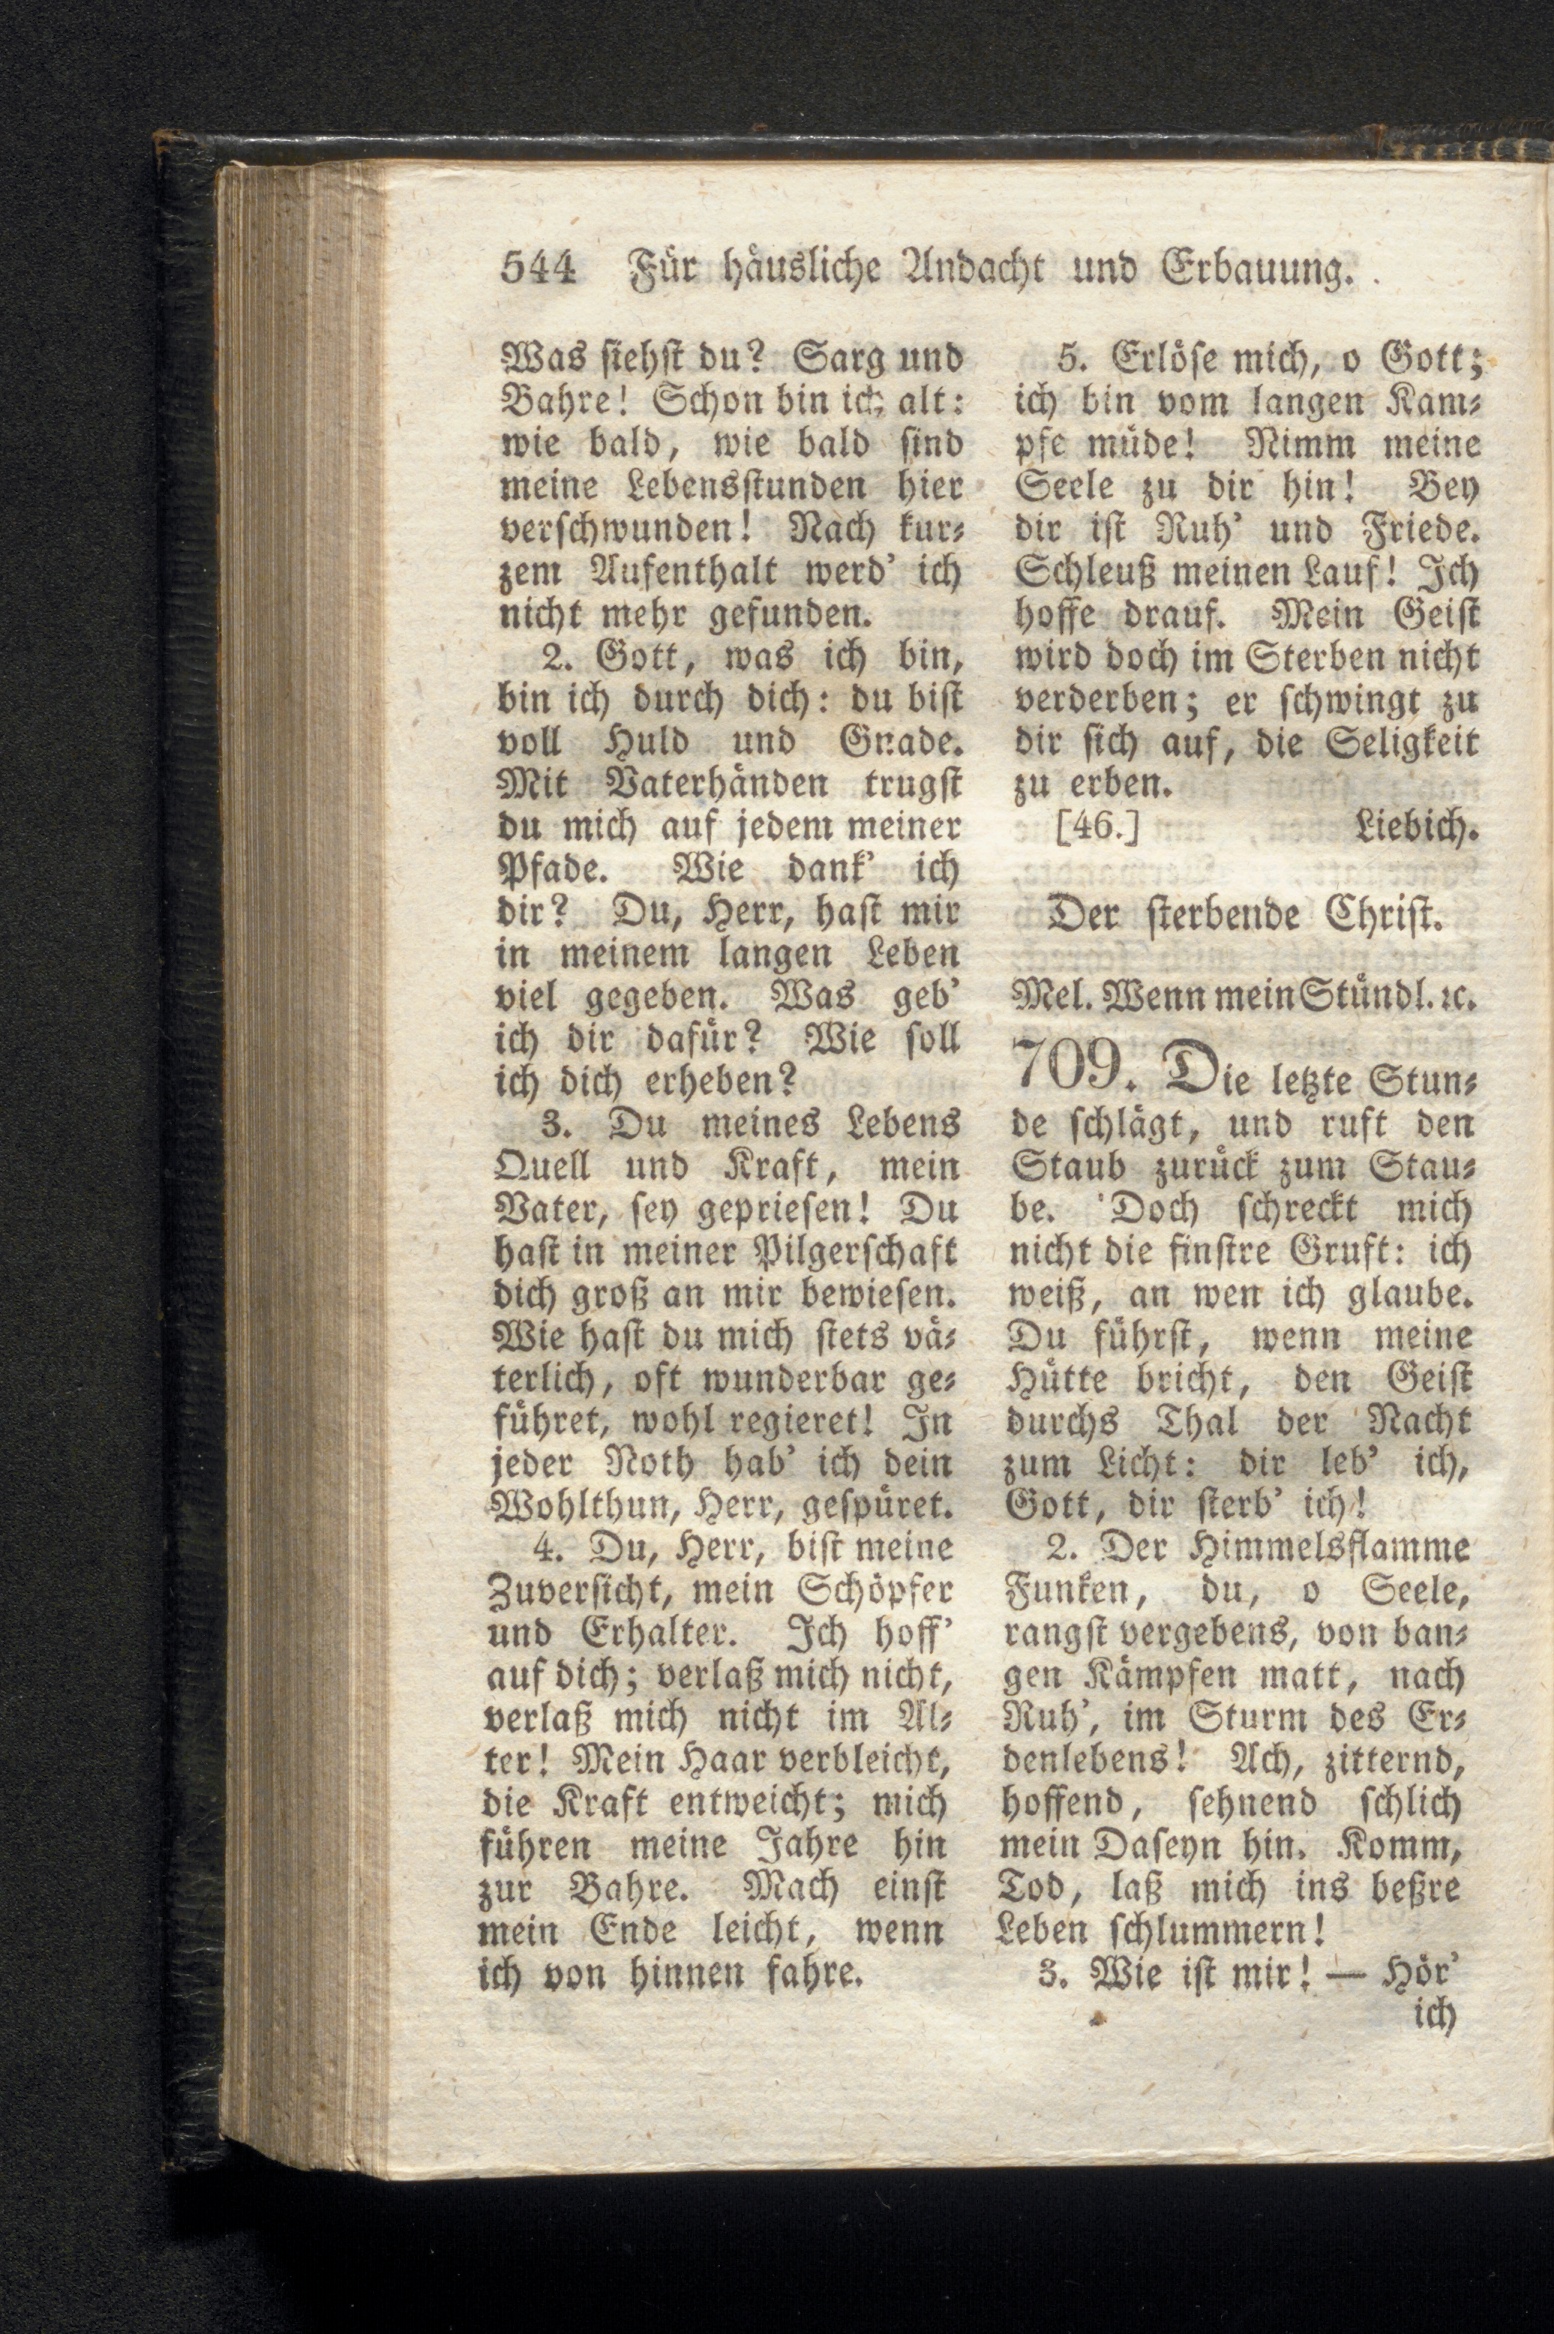 544 Für häusliche Andacht und Erbauung.
Was siehst du? Sarg und
Bahre! Schon bin ich alt:
wie bald, wie bald sind
meine Lebensstunden hier
verschwunden! Nach kur⸗
zem Aufenthalt werd' ich
nicht mehr gefunden.
2. Gott, was ich bin,
bin ich durch dich: du bist
voll Huld und Gnade.
Mit Vaterhänden trugst
du mich auf jedem meiner
Pfade. Wie dank' ich
dir? Du, Herr, hast mir
in meinem langen Leben
viel gegeben. Was geb'
ich dir dafür? Wie soll
ich dich erheben?
3. Du meines Lebens
Quell und Kraft, mein
Vater, sey gepriesen! Du
hast in meiner Pilgerschaft
dich groß an mir bewiesen.
Wie hast du mich stets vä⸗
terlich, oft wunderbar ge⸗
führet, wohl regieret! In
jeder Noth hab' ich dein
Wohlthun, Herr, gespüret.
4. Du, Herr, bist meine
Zuversicht, mein Schöpfer
und Erhalter. Ich hoff'
auf dich; verlaß mich nicht,
verlaß mich nicht im Al⸗
ter! Mein Haar verbleicht,
die Kraft entweicht; mich
führen meine Jahre hin
zur Bahre. Mach einst
mein Ende leicht, wenn
ich von hinnen fahre.
5. Erlöse mich, o Gott;
ich bin vom langen Kam⸗
pfe müde! Nimm meine
Seele zu dir hin! Bey
dir ist Ruh' und Friede.
Schleuß meinen Lauf! Ich
hoffe drauf. Mein Geist
wird doch im Sterben nicht
verderben; er schwingt zu
dir sich auf, die Seligkeit
zu erben.
[46.] Liebich.
Der sterbende Christ.
Mel. Wenn mein Stündl. ꝛc.
709. Die letzte Stun⸗
de schlägt, und ruft den
Staub zurück zum Stau⸗
be. Doch schreckt mich
nicht die finstre Gruft: ich
weiß, an wen ich glaube.
Du führst, wenn meine
Hütte bricht, den Geist
durchs Thal der Nacht
zum Licht: dir leb' ich,
Gott, dir sterb' ich!
2. Der Himmelsflamme
Funken, du, o Seele,
rangst vergebens, von ban⸗
gen Kämpfen matt, nach
Ruh', im Sturm des Er⸗
denlebens! Ach, zitternd,
hoffend, sehnend schlich
mein Daseyn hin. Komm,
Tod, laß mich ins beßre
Leben schlummern!
3. Wie ist mir! — Hör'
ich